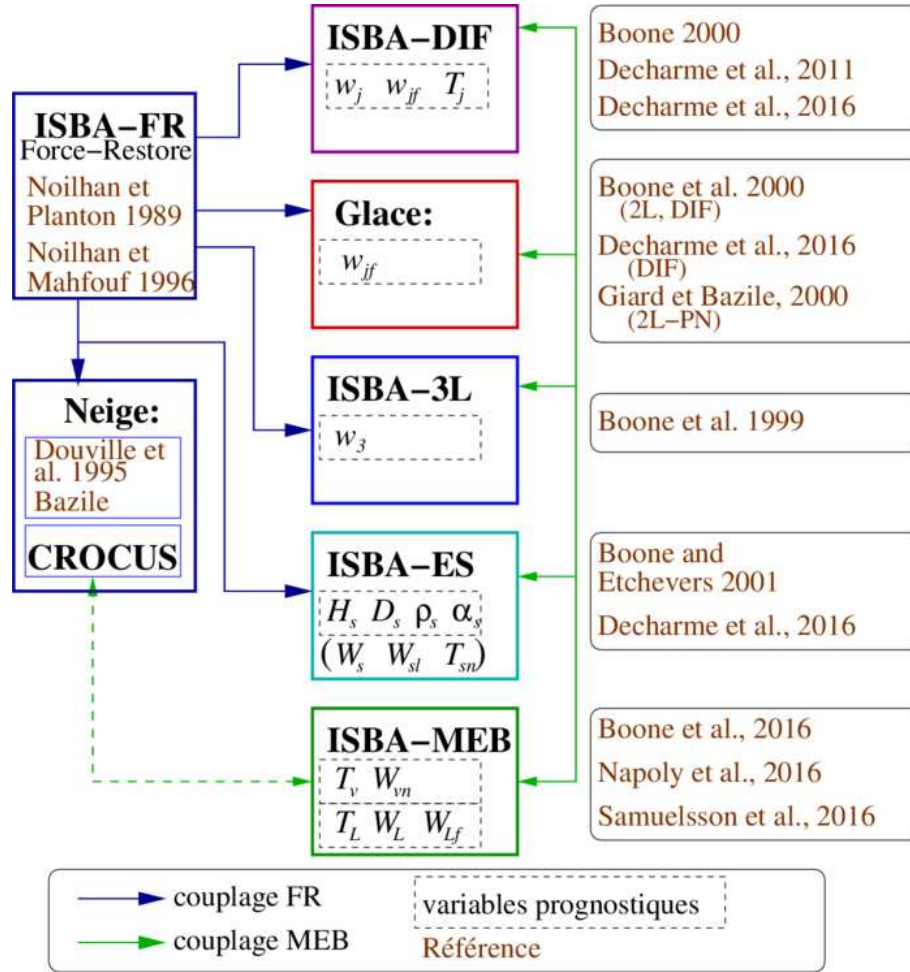 ISBA-FR
Force-Restore
Noilhan et
Planton 1989
Noilhan et
Mahfouf 1996
Neige:
Douville et
al. 1995
Bazile
CROCUS
ISBA-DIF
w_j w_jf T_j
Glace:
w_jf
ISBA-3L
w_3
ISBA-ES
H_s D_s ρ_s α_s
(W_s W_sl T_sn)
ISBA-MEB
T_v W_vn
T_L W_L W_Lf
Boone 2000
Decharme et al., 2011
Decharme et al., 2016
Boone et al. 2000
(2L, DIF)
Decharme et al., 2016
(DIF)
Giard et Bazile, 2000
(2L-PN)
Boone et al. 1999
Boone and
Etchevers 2001
Decharme et al., 2016
Boone et al., 2016
Napoly et al., 2016
Samuelsson et al., 2016
couplage FR
couplage MEB
variables prognostiques
Référence